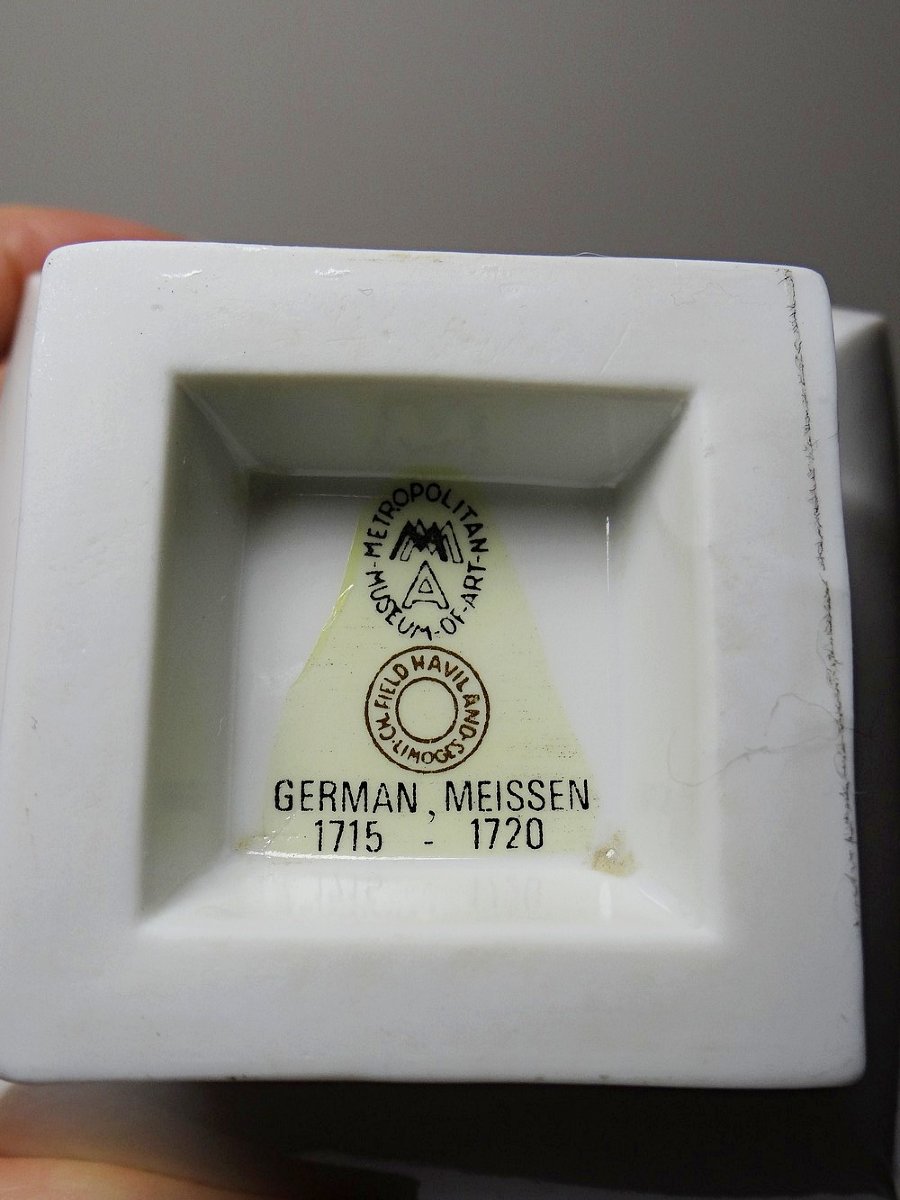 METROPOLITAN
MMA
MUSEUM-OF-ART
CH. FIELD HAVILAND
LIMOGES
GERMAN, MEISSEN
1715 - 1720